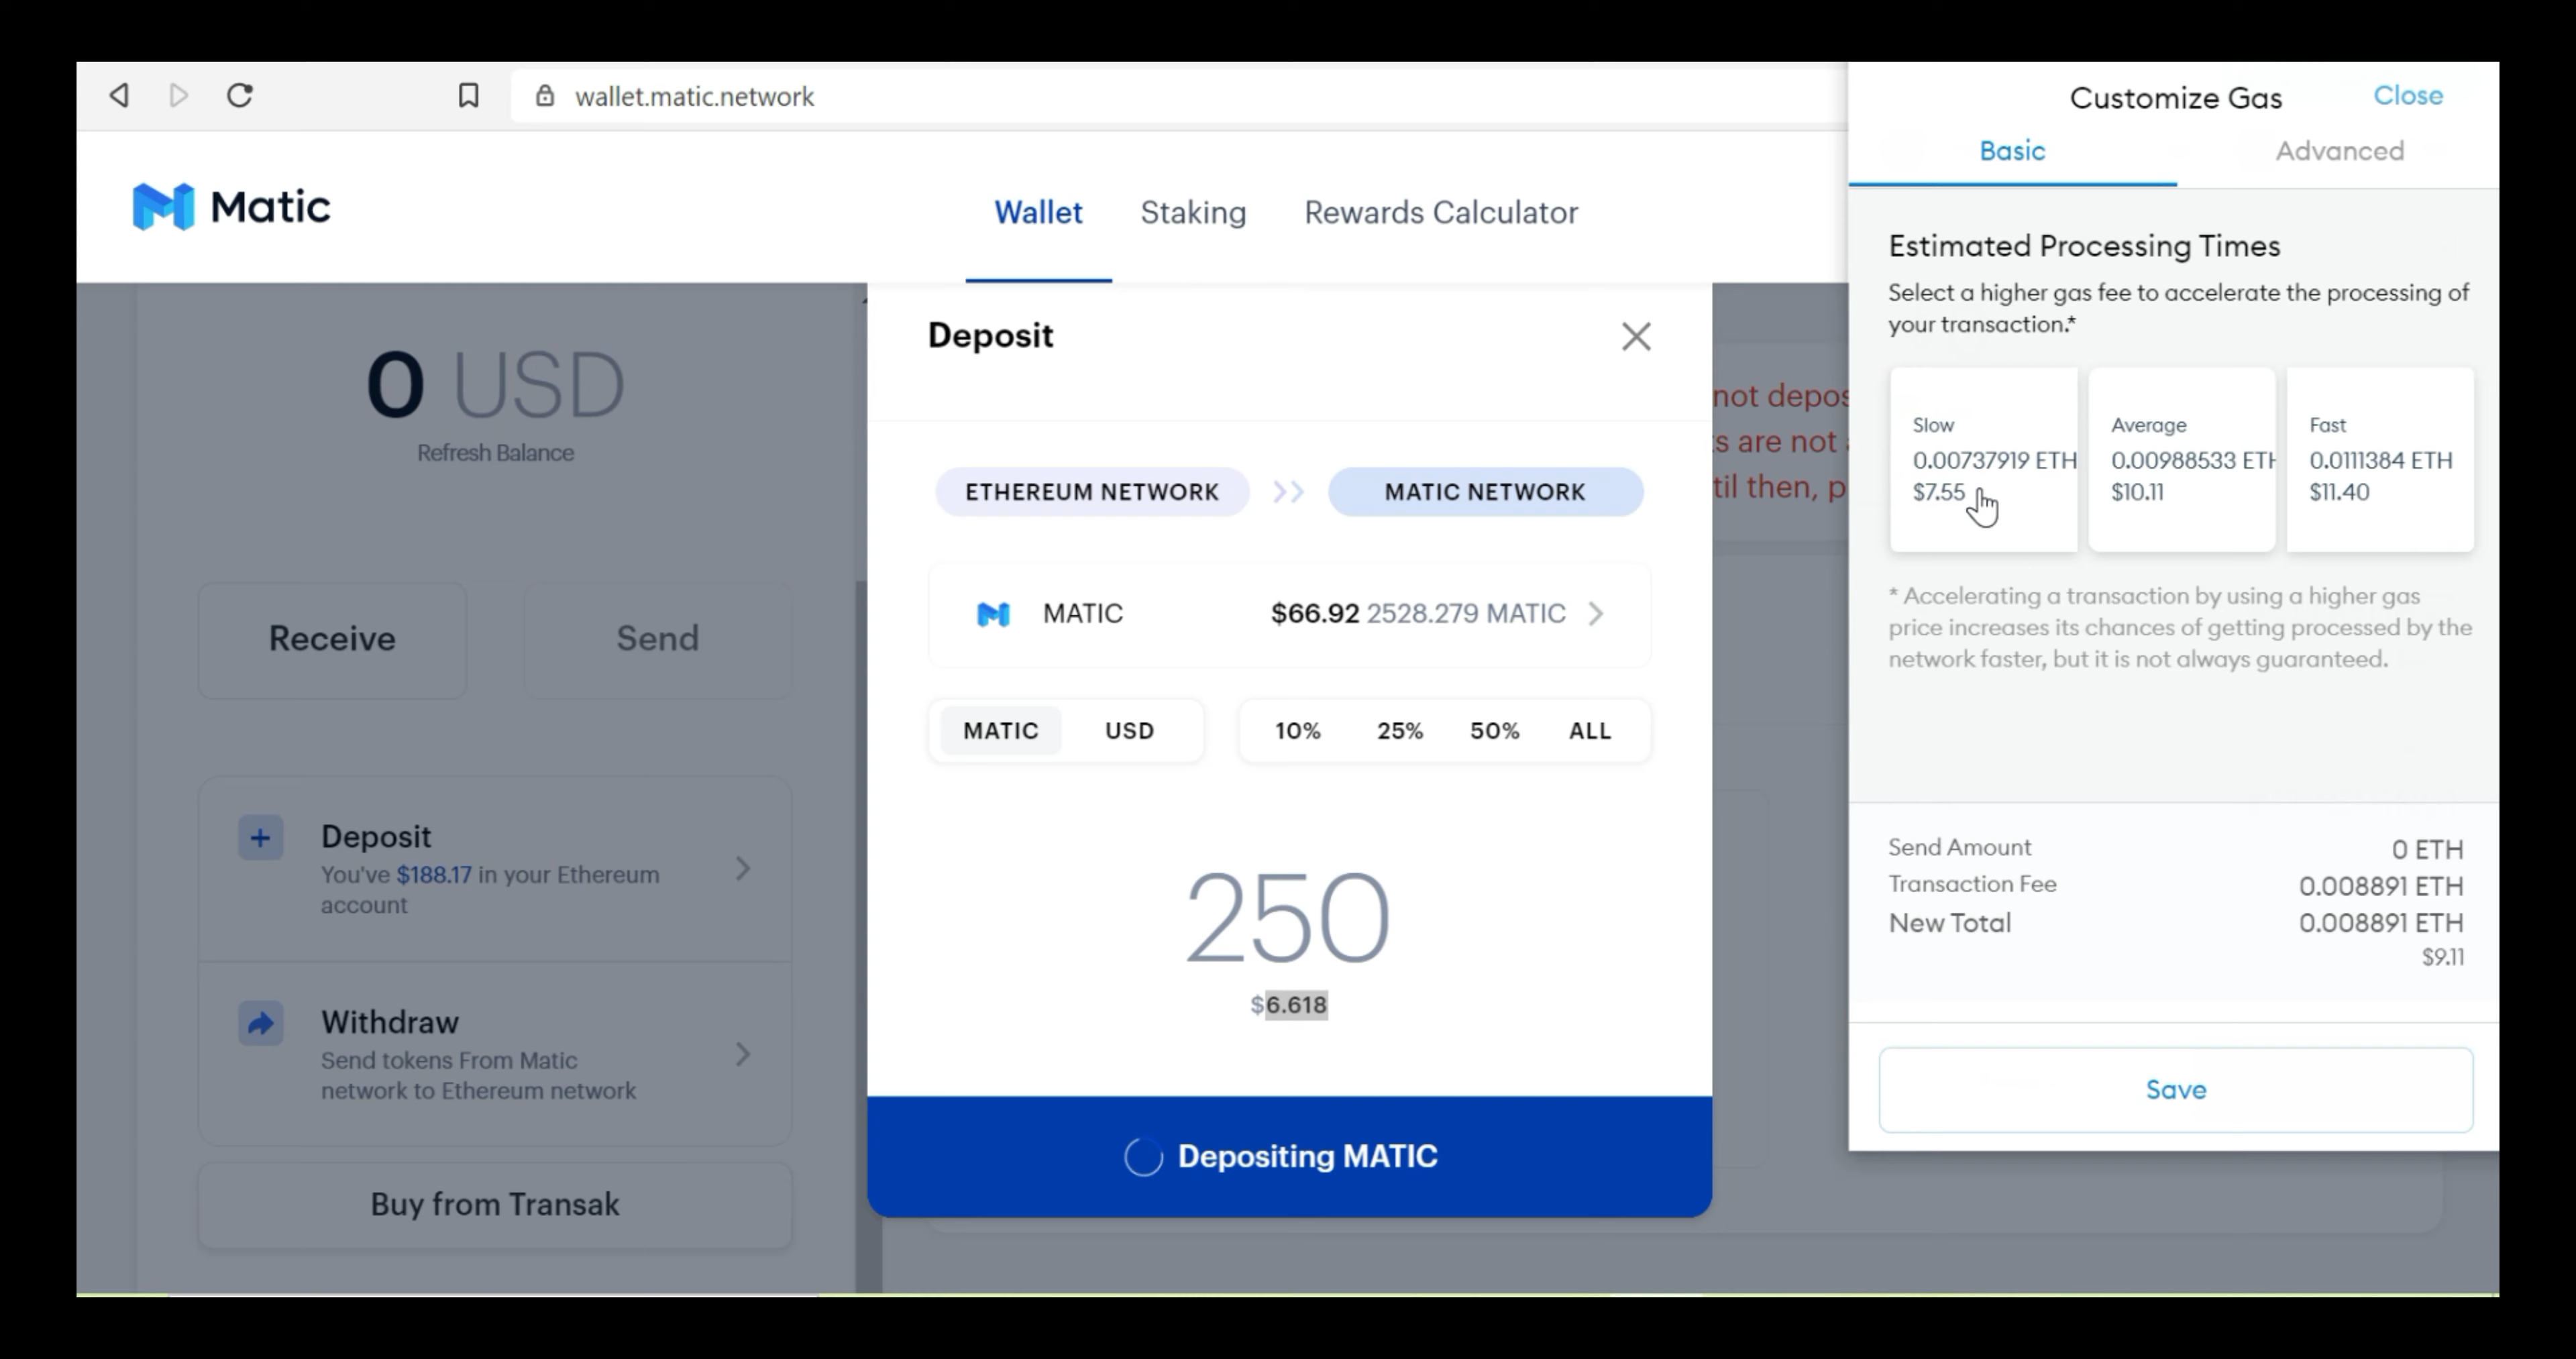 wallet.matic.network
Matic
Wallet
Staking
Rewards Calculator
0 USD
Refresh Balance
Receive
Send
Deposit
You've $188.17 in your Ethereum
account
Withdraw
Send tokens From Matic
network to Ethereum network
Buy from Transak
Deposit
ETHEREUM NETWORK
MATIC NETWORK
MATIC
$66.92 2528.279 MATIC
MATIC
USD
10%
25%
50%
ALL
250
$6.618
Depositing MATIC
not depos
s are not
til then, p
Customize Gas
Close
Basic
Advanced
Estimated Processing Times
Select a higher gas fee to accelerate the processing of
your transaction.*
Slow
0.00737919 ETH
$7.55
Average
0.00988533 ETH
$10.11
Fast
0.0111384 ETH
$11.40
* Accelerating a transaction by using a higher gas
price increases its chances of getting processed by the
network faster, but it is not always guaranteed.
Send Amount
0 ETH
Transaction Fee
0.008891 ETH
New Total
0.008891 ETH
$9.11
Save